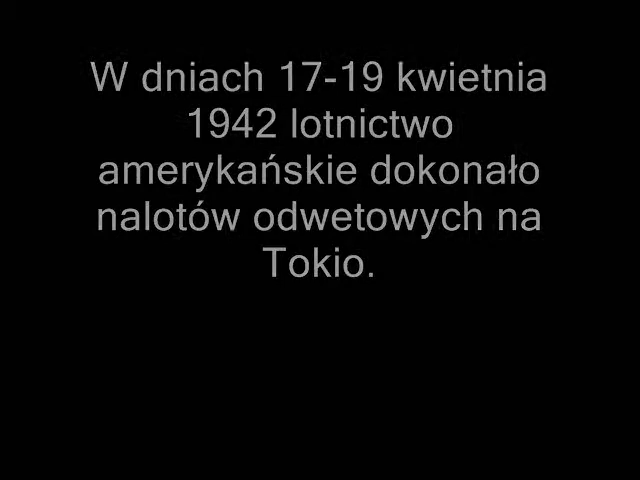 W dniach 17-19 kwietnia
1942 lotnictwo
amerykańskie dokonało
nalotów odwetowych na
Tokio.